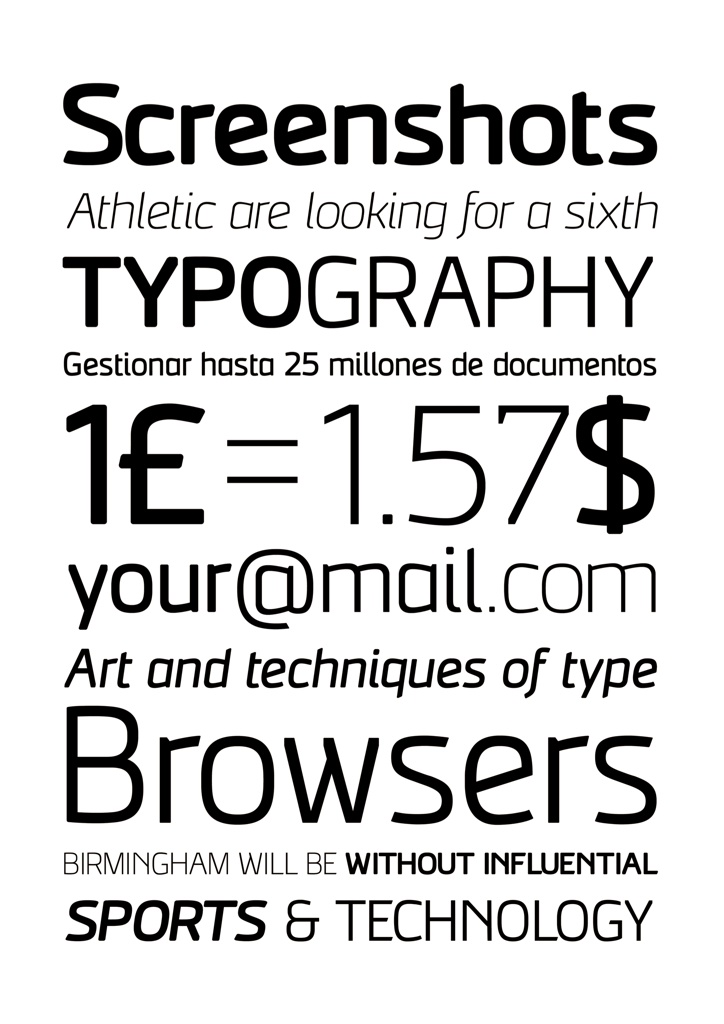 Screenshots
Athletic are looking for a sixth
TYPOGRAPHY
Gestionar hasta 25 millones de documentos
1£=1.57$
your@mail.com
Art and techniques of type
Browsers
BIRMINGHAM WILL BE WITHOUT INFLUENTIAL
SPORTS & TECHNOLOGY